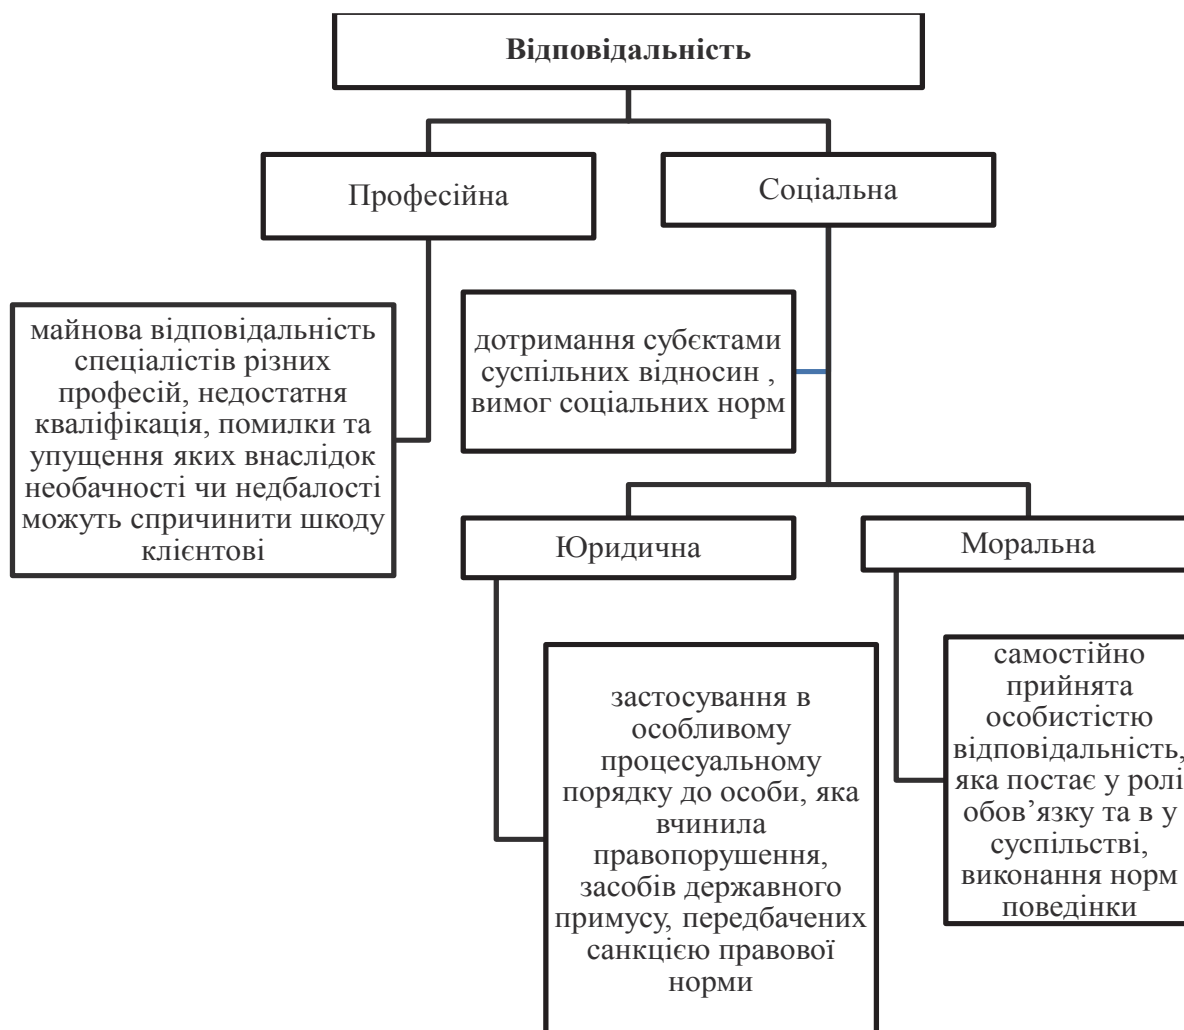 Відповідальність
Професійна
Соціальна
майнова відповідальність
спеціалістів різних
професій, недостатня
кваліфікація, помилки та
упущення яких внаслідок
необачності чи недбалості
можуть спричинити шкоду
клієнтові
дотримання субєктами
суспільних відносин ,
вимог соціальних норм
Юридична
Моральна
застосування в
особливому
процесуальному
порядку до особи, яка
вчинила
правопорушення,
засобів державного
примусу, передбачених
санкцією правової
норми
самостійно
прийнята
особистістю
відповідальність,
яка постає у ролі
обов’язку та в у
суспільстві,
виконання норм
поведінки